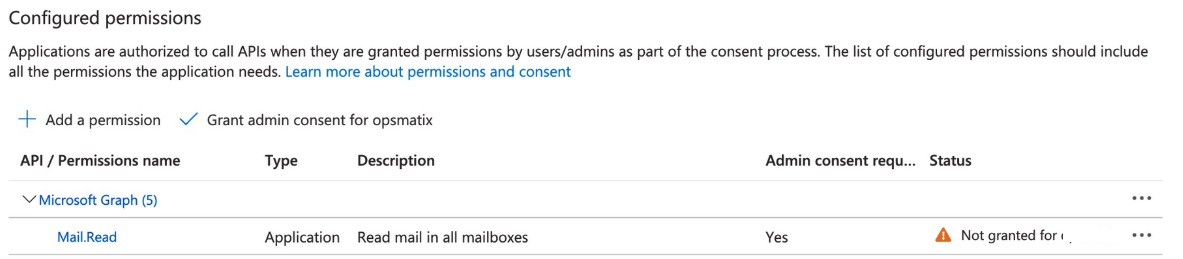 Configured permissions
Applications are authorized to call APIs when they are granted permissions by users/admins as part of the consent process. The list of configured permissions should include
all the permissions the application needs. Learn more about permissions and consent
Add a permission Grant admin consent for opsmatix
API / Permissions name Type Description Admin consent requ... Status
Microsoft Graph (5) ...
Mail.Read Application Read mail in all mailboxes Yes Not granted for ...